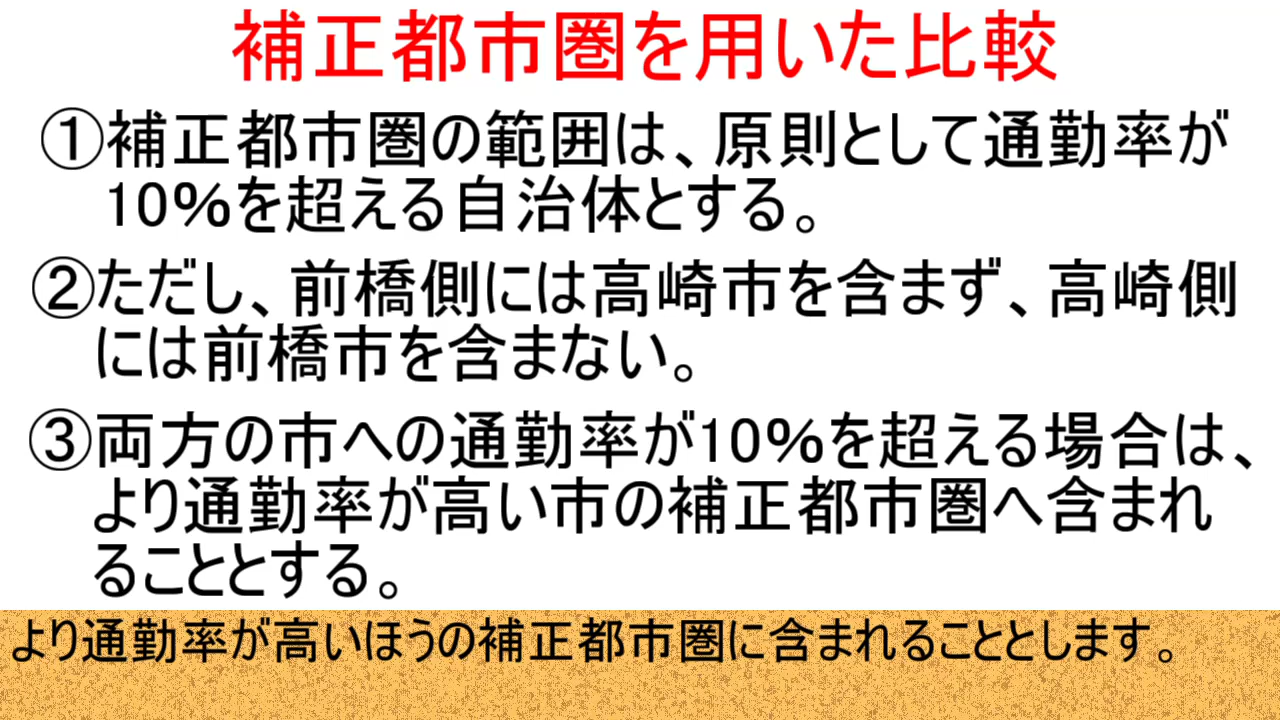 補正都市圏を用いた比較
①補正都市圏の範囲は、原則として通勤率が
10%を超える自治体とする。
②ただし、前橋側には高崎市を含まず、高崎側
には前橋市を含まない。
③両方の市への通勤率が10%を超える場合は、
より通勤率が高い市の補正都市圏へ含まれ
ることとする。
より通勤率が高いほうの補正都市圏に含まれることとします。